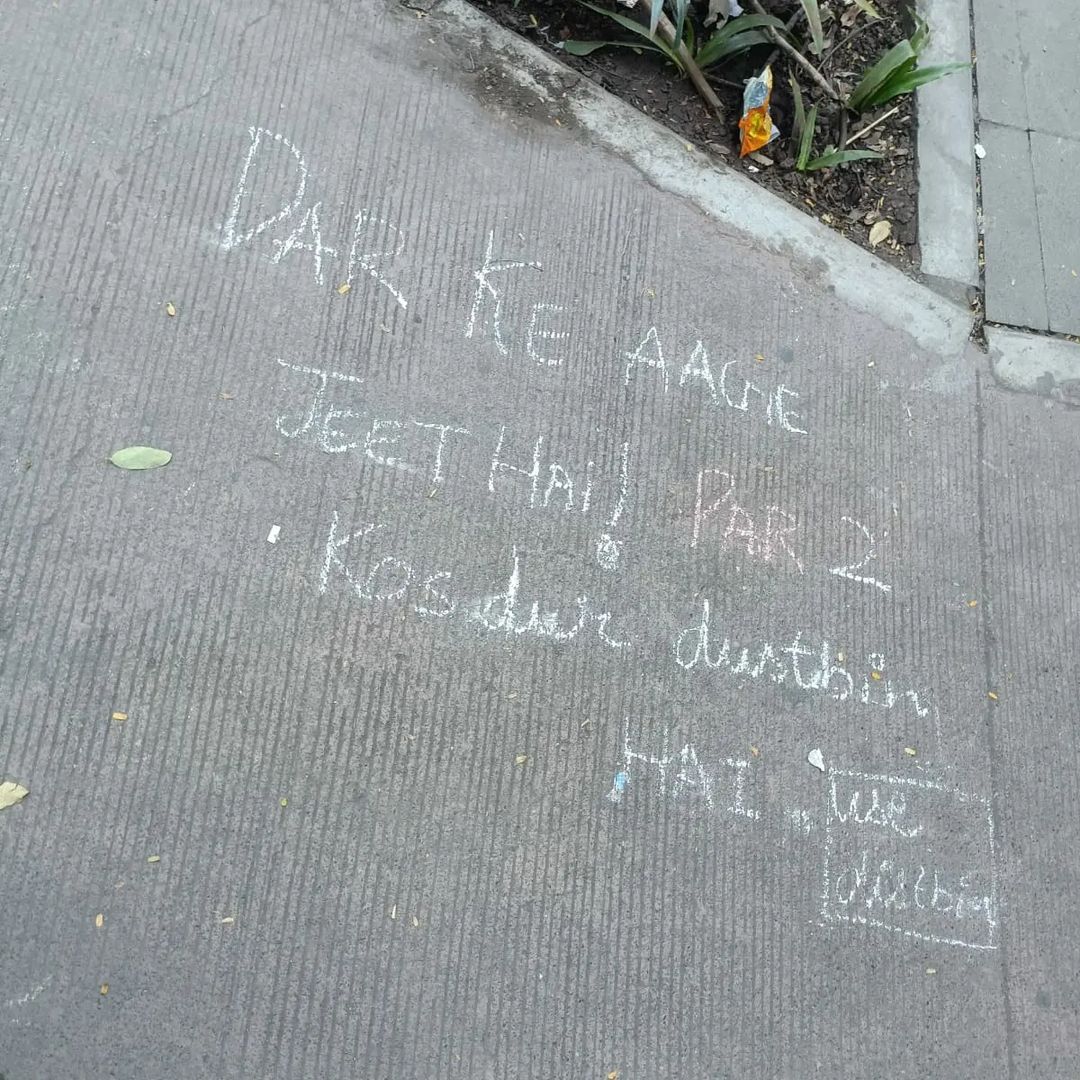 DAR KE AAGE
JEET HAI! PAR 2
Kos dur dustbin
HAI.. use
dustbin